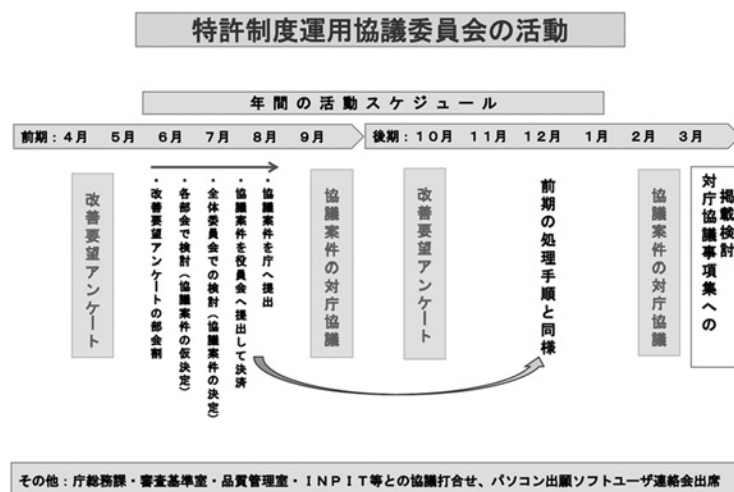 特許制度運用協議委員会の活動
年間の活動スケジュール
前期：4月 5月 6月 7月 8月 9月
後期：10月 11月 12月 1月 2月 3月
改善要望アンケート
・改善要望アンケートの部会割
・各部会で検討（協議案件の仮決定）
・全体委員会での検討（協議案件の決定）
・協議案件を役員会へ提出して決済
・協議案件を庁へ提出
協議案件の対庁協議
改善要望アンケート
前期の処理手順と同様
協議案件の対庁協議
対庁協議事項集への
掲載検討
その他：庁総務課・審査基準室・品質管理室・ＩＮＰＩＴ等との協議打合せ、パソコン出願ソフトユーザ連絡会出席